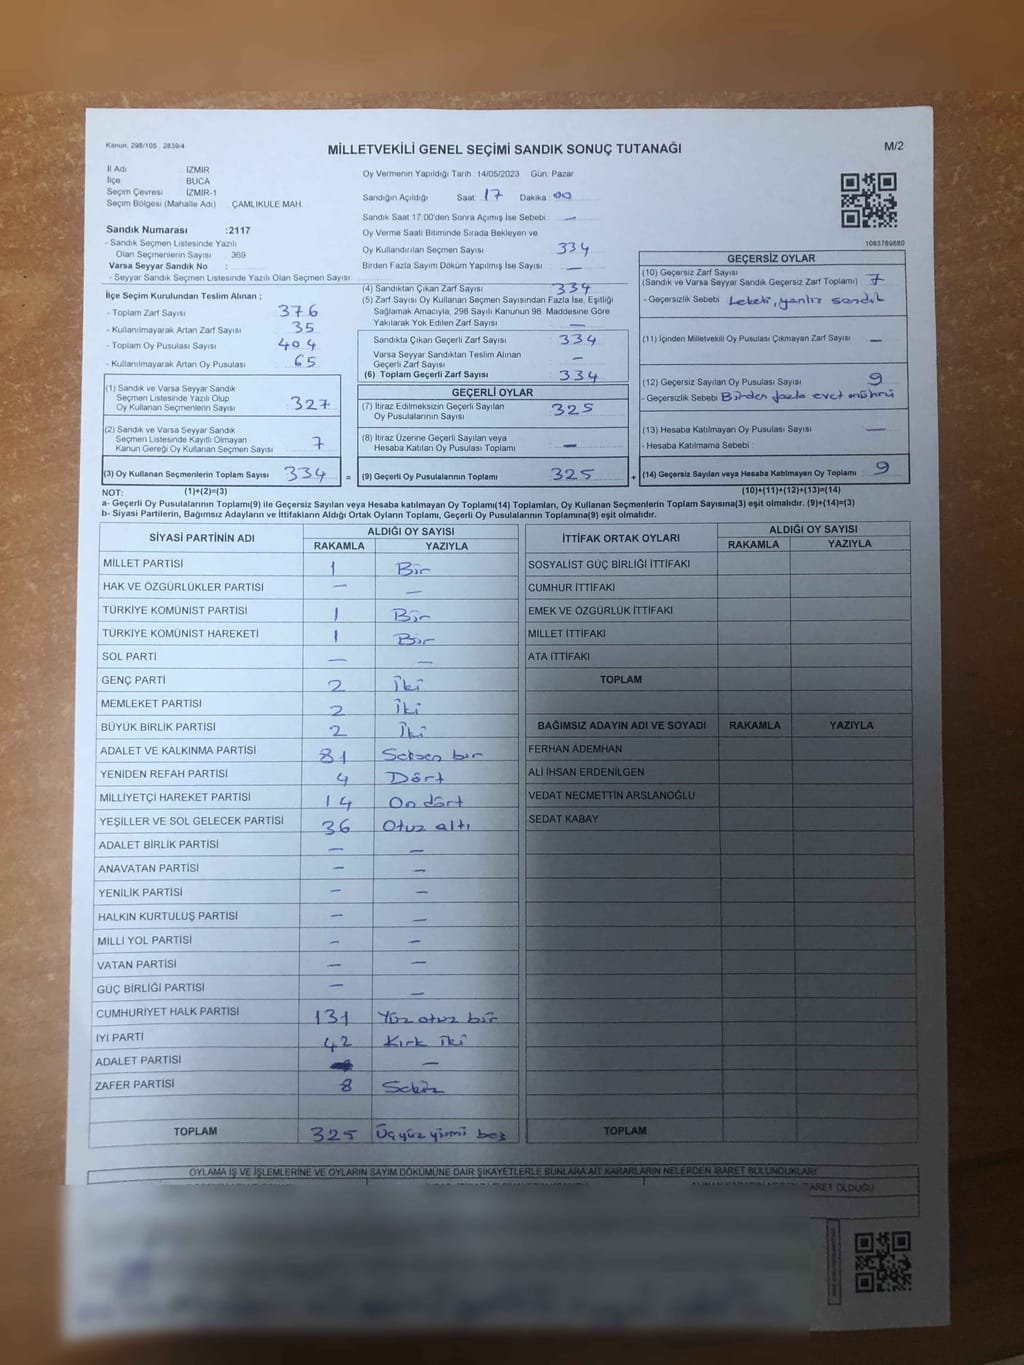 Kanun, 298/105 , 2839/4
MİLLETVEKİLİ GENEL SEÇİMİ SANDIK SONUÇ TUTANAĞI
M/2
İl Adı İZMİR
İlçe BUCA
Seçim Çevresi İZMİR-1
Seçim Bölgesi (Mahalle Adı) ÇAMLIKULE MAH.
Sandık Numarası :2117
- Sandık Seçmen Listesinde Yazılı
Olan Seçmenlerin Sayısı 369
Varsa Seyyar Sandık No :
- Seyyar Sandık Seçmen Listesinde Yazılı Olan Seçmen Sayısı:
Oy Vermenin Yapıldığı Tarih :14/05/2023 Gün: Pazar
Sandığın Açıldığı Saat: 17 Dakika: 00
Sandık Saat 17.00'den Sonra Açımış İse Sebebi: —
Oy Verme Saati Bitiminde Sırada Bekleyen ve
Oy Kullandırılan Seçmen Sayısı 334
Birden Fazla Sayım Döküm Yapılmış İse Sayısı —
1083789880
İlçe Seçim Kurulundan Teslim Alınan ;
- Toplam Zarf Sayısı 376
- Kullanılmayarak Artan Zarf Sayısı 35
- Toplam Oy Pusulası Sayısı 404
- Kullanılmayarak Artan Oy Pusulası 65
(1) Sandık ve Varsa Seyyar Sandık
Seçmen Listesinde Yazılı Olup
Oy Kullanan Seçmenlerin Sayısı 327
(2) Sandık ve Varsa Seyyar Sandık
Seçmen Listesinde Kayıtlı Olmayan
Kanun Gereği Oy Kullanan Seçmen Sayısı 7
(3) Oy Kullanan Seçmenlerin Toplam Sayısı 334 =
(4) Sandıktan Çıkan Zarf Sayısı 334
(5) Zarf Sayısı Oy Kullanan Seçmen Sayısından Fazla İse, Eşitliği
Sağlamak Amacıyla, 298 Sayılı Kanunun 98. Maddesine Göre
Yakılarak Yok Edilen Zarf Sayısı —
Sandıkta Çıkan Geçerli Zarf Sayısı 334
Varsa Seyyar Sandıktan Teslim Alınan
Geçerli Zarf Sayısı —
(6) Toplam Geçerli Zarf Sayısı 334
GEÇERLİ OYLAR
(7) İtiraz Edilmeksizin Geçerli Sayılan
Oy Pusulalarının Sayısı 325
(8) İtiraz Üzerine Geçerli Sayılan veya
Hesaba Katılan Oy Pusulası Toplamı —
(9) Geçerli Oy Pusulalarının Toplamı 325 +
GEÇERSİZ OYLAR
(10) Geçersiz Zarf Sayısı
(Sandık ve Varsa Seyyar Sandık Geçersiz Zarf Toplamı) 7
- Geçersizlik Sebebi Lekeli, yanlış sandık
(11) İçinden Milletvekili Oy Pusulası Çıkmayan Zarf Sayısı —
(12) Geçersiz Sayılan Oy Pusulası Sayısı 9
- Geçersizlik Sebebi Birden fazla evet mührü
(13) Hesaba Katılmayan Oy Pusulası Sayısı —
- Hesaba Katılmama Sebebi :
(14) Geçersiz Sayılan veya Hesaba Katılmayan Oy Toplamı 9
NOT: (1)+(2)=(3) (10)+(11)+(12)+(13)=(14)
a- Geçerli Oy Pusulalarının Toplamı(9) ile Geçersiz Sayılan veya Hesaba katılmayan Oy Toplamı(14) Toplamları, Oy Kullanan Seçmenlerin Toplam Sayısına(3) eşit olmalıdır. (9)+(14)=(3)
b- Siyasi Partilerin, Bağımsız Adayların ve İttifakların Aldığı Ortak Oyların Toplamı, Geçerli Oy Pusulalarının Toplamına(9) eşit olmalıdır.
SİYASİ PARTİNİN ADI ALDIĞI OY SAYISI
RAKAMLA YAZIYLA
MİLLET PARTİSİ 1 Bir
HAK VE ÖZGÜRLÜKLER PARTİSİ — —
TÜRKİYE KOMÜNİST PARTİSİ 1 Bir
TÜRKİYE KOMÜNİST HAREKETİ 1 Bir
SOL PARTİ — —
GENÇ PARTİ 2 İki
MEMLEKET PARTİSİ 2 İki
BÜYÜK BİRLİK PARTİSİ 2 İki
ADALET VE KALKINMA PARTİSİ 81 Seksen bir
YENİDEN REFAH PARTİSİ 4 Dört
MİLLİYETÇİ HAREKET PARTİSİ 14 On dört
YEŞİLLER VE SOL GELECEK PARTİSİ 36 Otuz altı
ADALET BİRLİK PARTİSİ — —
ANAVATAN PARTİSİ — —
YENİLİK PARTİSİ — —
HALKIN KURTULUŞ PARTİSİ — —
MİLLİ YOL PARTİSİ — —
VATAN PARTİSİ — —
GÜÇ BİRLİĞİ PARTİSİ — —
CUMHURİYET HALK PARTİSİ 131 Yüz otuz bir
İYİ PARTİ 42 Kırk iki
ADALET PARTİSİ —
ZAFER PARTİSİ 8 Sekiz
TOPLAM 325 Üçyüz yirmi beş
İTTİFAK ORTAK OYLARI ALDIĞI OY SAYISI
RAKAMLA YAZIYLA
SOSYALİST GÜÇ BİRLİĞİ İTTİFAKI
CUMHUR İTTİFAKI
EMEK VE ÖZGÜRLÜK İTTİFAKI
MİLLET İTTİFAKI
ATA İTTİFAKI
TOPLAM
BAĞIMSIZ ADAYIN ADI VE SOYADI RAKAMLA YAZIYLA
FERHAN ADEMHAN
ALİ İHSAN ERDENİLGEN
VEDAT NECMETTİN ARSLANOĞLU
SEDAT KABAY
TOPLAM
OYLAMA İŞ VE İŞLEMLERİNE VE OYLARIN SAYIM DÖKÜMÜNE DAİR ŞİKAYETLERLE BUNLARA AİT KARARLARIN NELERDEN İBARET BULUNDUKLARI